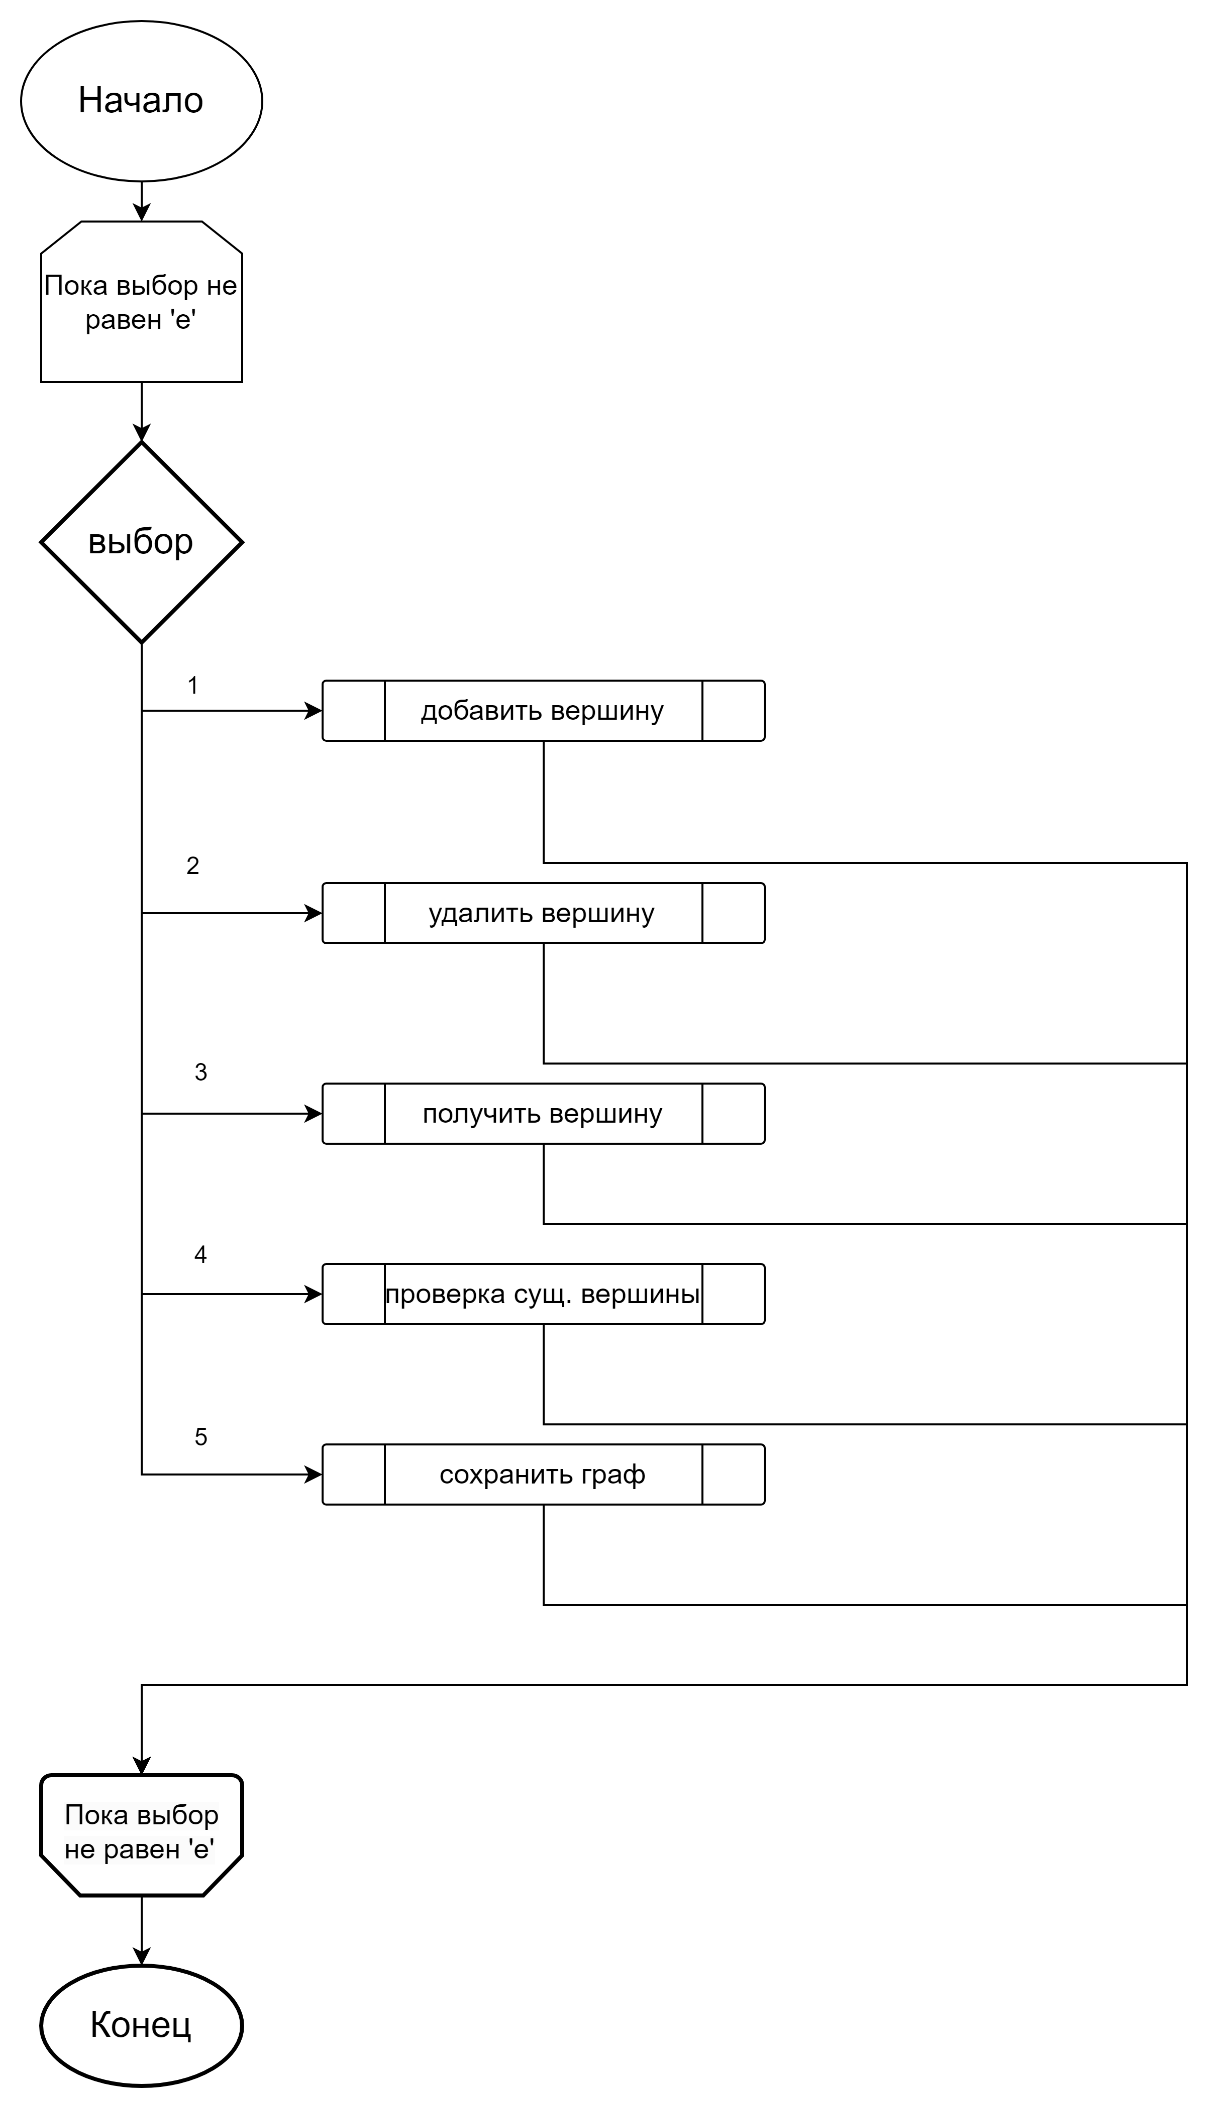 Начало
Пока выбор не
равен 'e'
выбор
1
добавить вершину
2
удалить вершину
3
получить вершину
4
проверка сущ. вершины
5
сохранить граф
Пока выбор
не равен 'e'
Конец